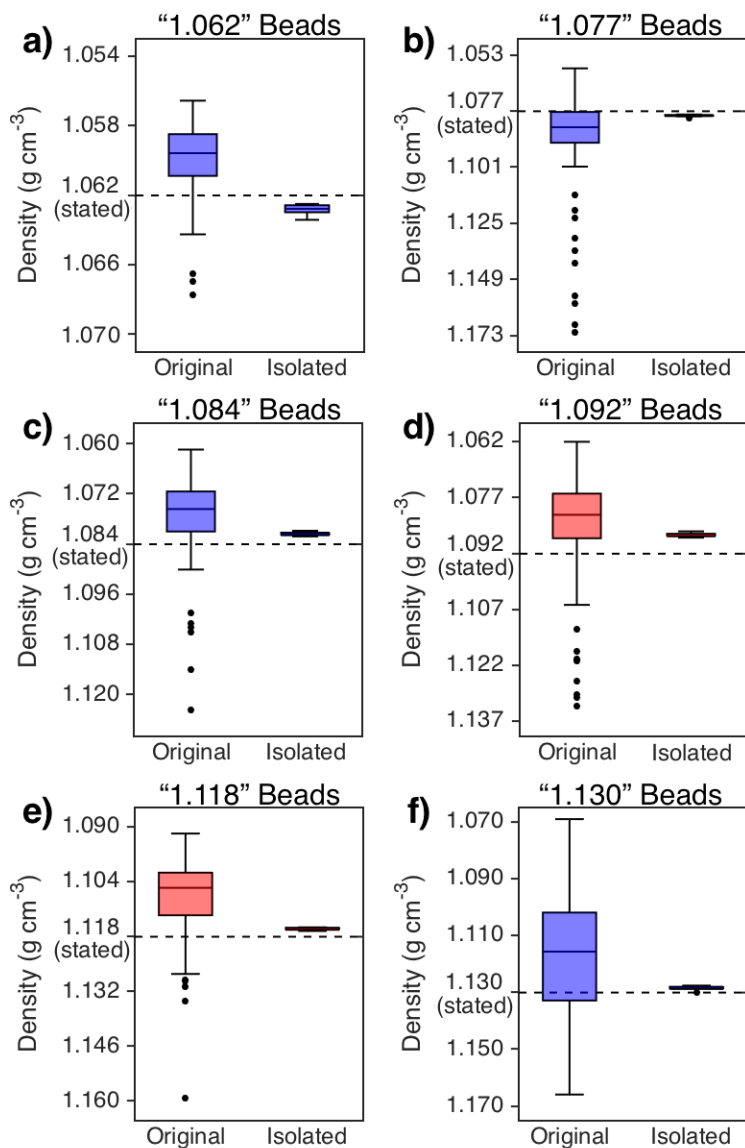 a) “1.062” Beads
Density (g cm⁻³)
1.054
1.058
1.062
(stated)
1.066
1.070
Original Isolated
b) “1.077” Beads
Density (g cm⁻³)
1.053
1.077
(stated)
1.101
1.125
1.149
1.173
Original Isolated
c) “1.084” Beads
Density (g cm⁻³)
1.060
1.072
1.084
(stated)
1.096
1.108
1.120
Original Isolated
d) “1.092” Beads
Density (g cm⁻³)
1.062
1.077
1.092
(stated)
1.107
1.122
1.137
Original Isolated
e) “1.118” Beads
Density (g cm⁻³)
1.090
1.104
1.118
(stated)
1.132
1.146
1.160
Original Isolated
f) “1.130” Beads
Density (g cm⁻³)
1.070
1.090
1.110
1.130
(stated)
1.150
1.170
Original Isolated